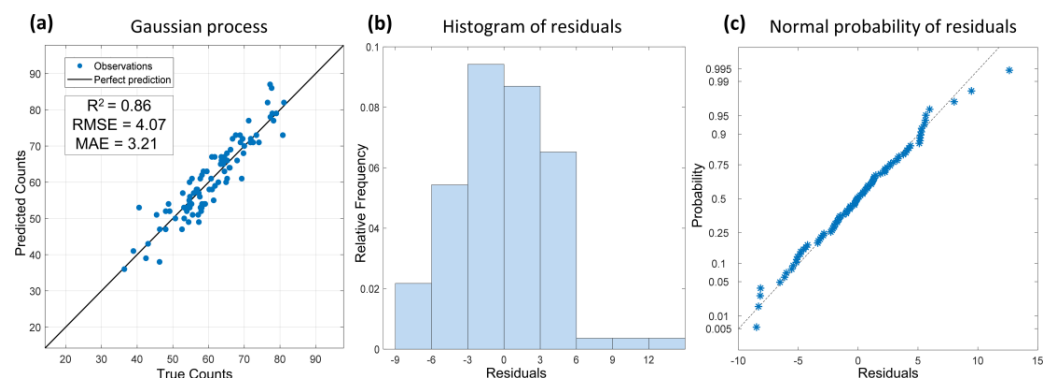 (a) Gaussian process
Observations
Perfect prediction
R² = 0.86
RMSE = 4.07
MAE = 3.21
Predicted Counts
90
80
70
60
50
40
30
20
20 30 40 50 60 70 80 90
True Counts
(b) Histogram of residuals
Relative Frequency
0.1
0.08
0.06
0.04
0.02
0
-9 -6 -3 0 3 6 9 12
Residuals
(c) Normal probability of residuals
Probability
0.995
0.99
0.95
0.9
0.75
0.5
0.25
0.1
0.05
0.01
0.005
-10 -5 0 5 10 15
Residuals